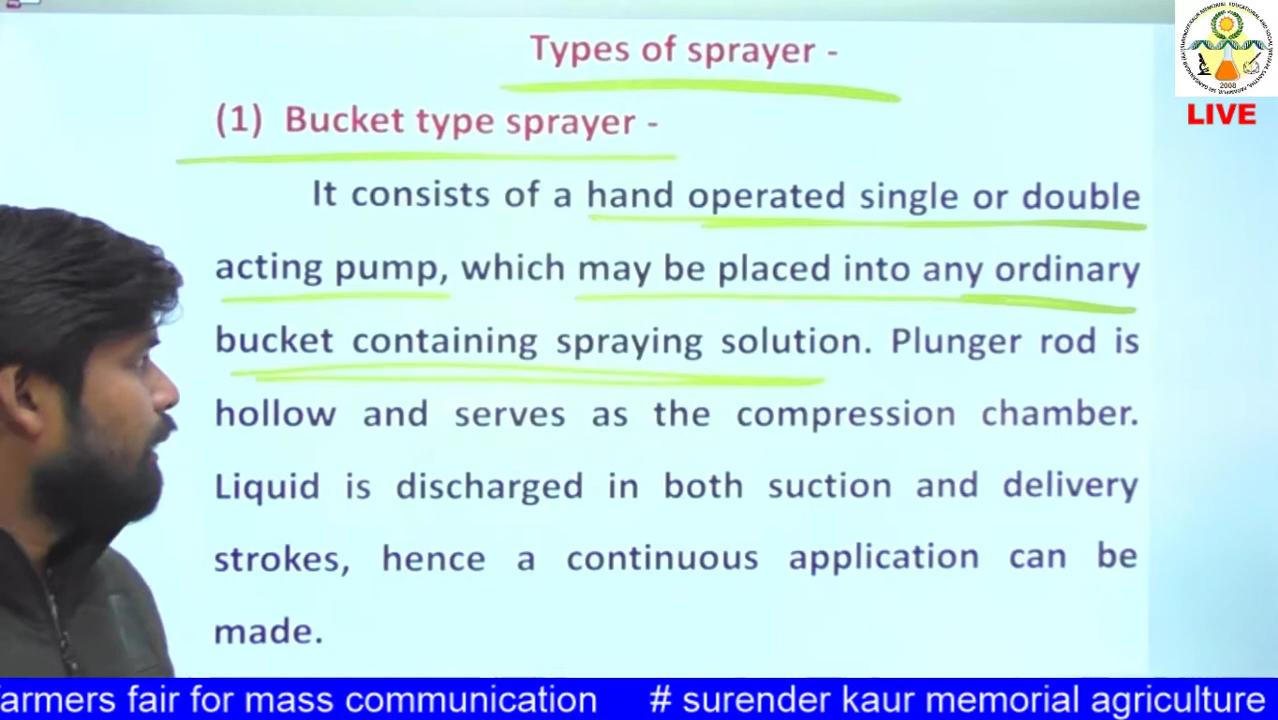 Types of sprayer -
(1) Bucket type sprayer -
It consists of a hand operated single or double
acting pump, which may be placed into any ordinary
bucket containing spraying solution. Plunger rod is
hollow and serves as the compression chamber.
Liquid is discharged in both suction and delivery
strokes, hence a continuous application can be
made.
2008
LIVE
farmers fair for mass communication # surender kaur memorial agriculture